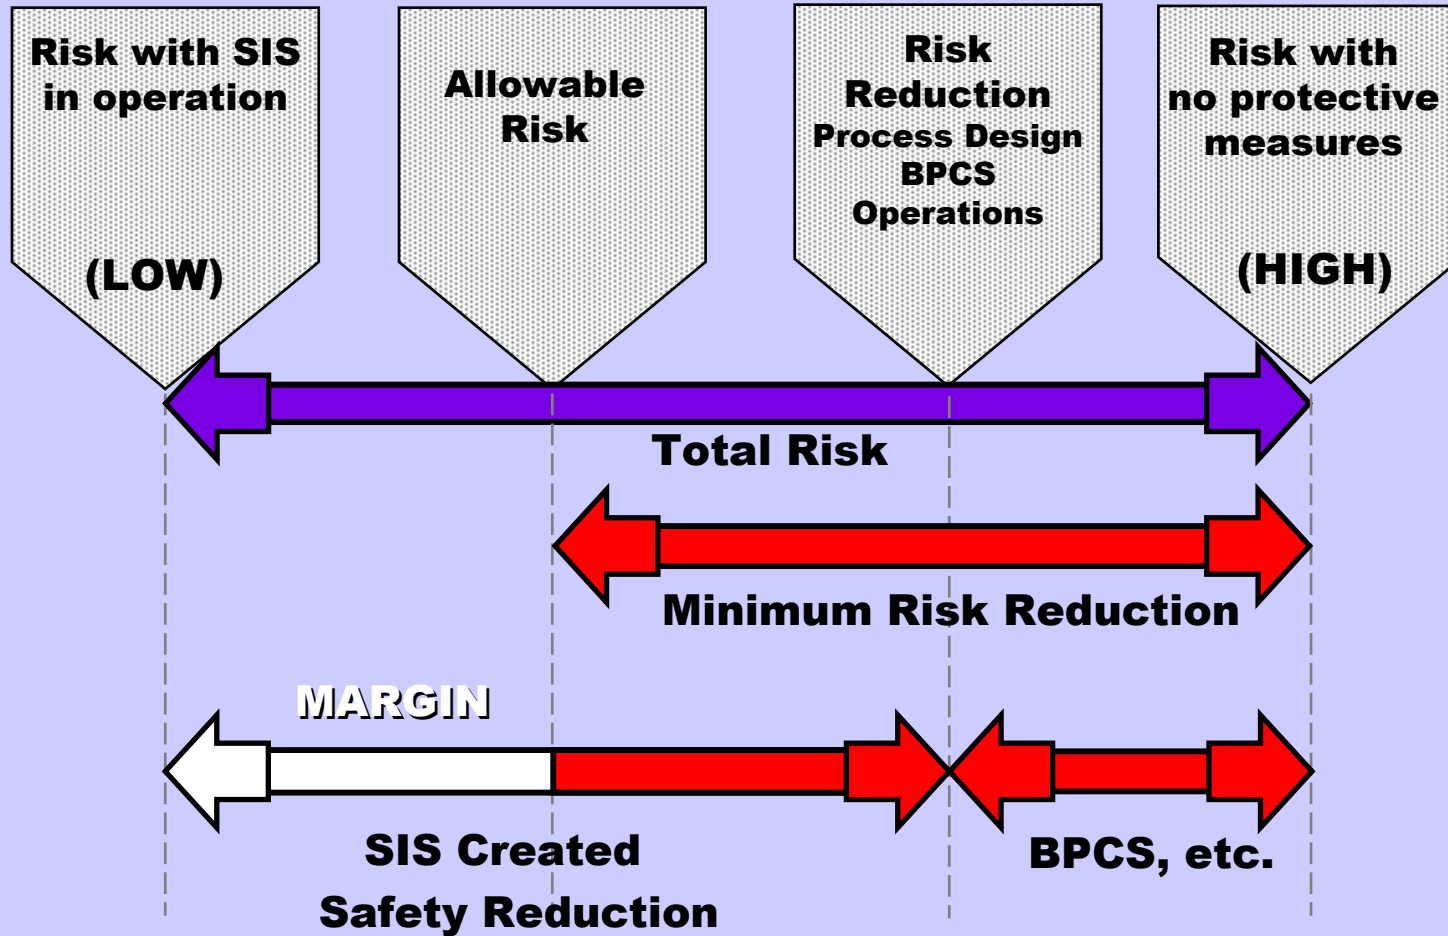 Risk with SIS
in operation
(LOW)
Allowable
Risk
Risk
Reduction
Process Design
BPCS
Operations
Risk with
no protective
measures
(HIGH)
Total Risk
Minimum Risk Reduction
MARGIN
SIS Created
Safety Reduction
BPCS, etc.